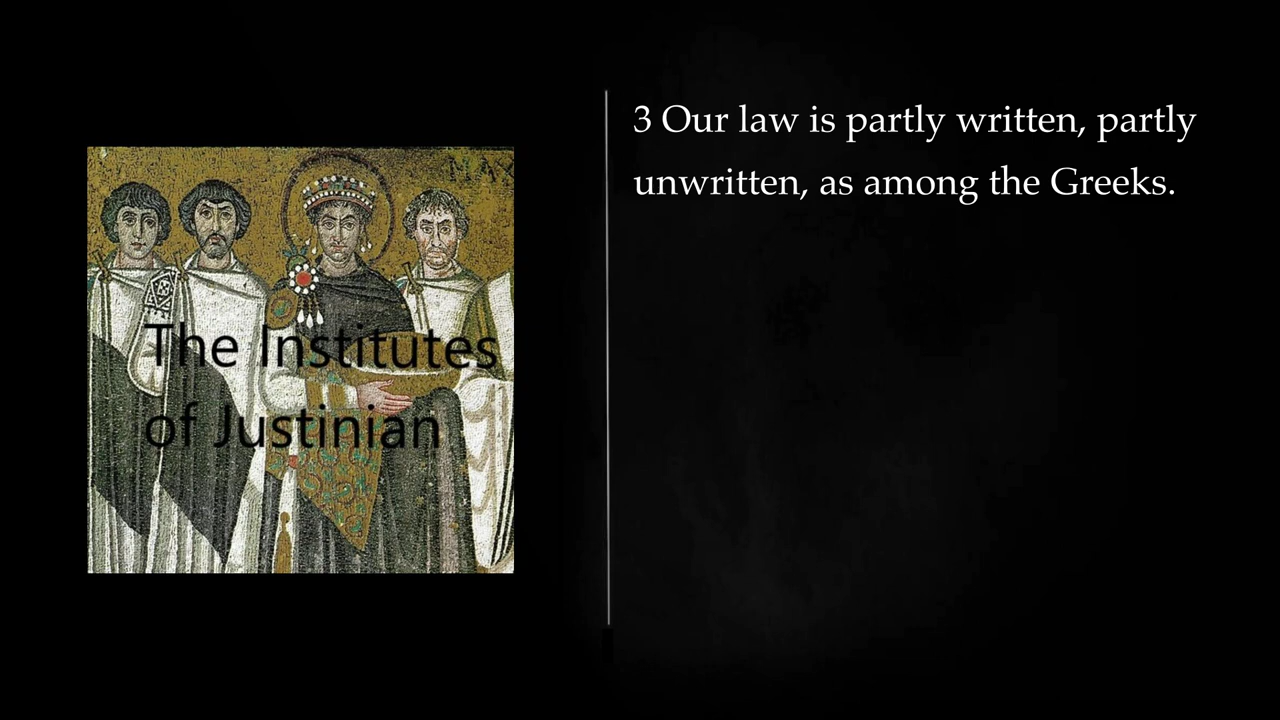 The Institutes
of Justinian
3 Our law is partly written, partly
unwritten, as among the Greeks.